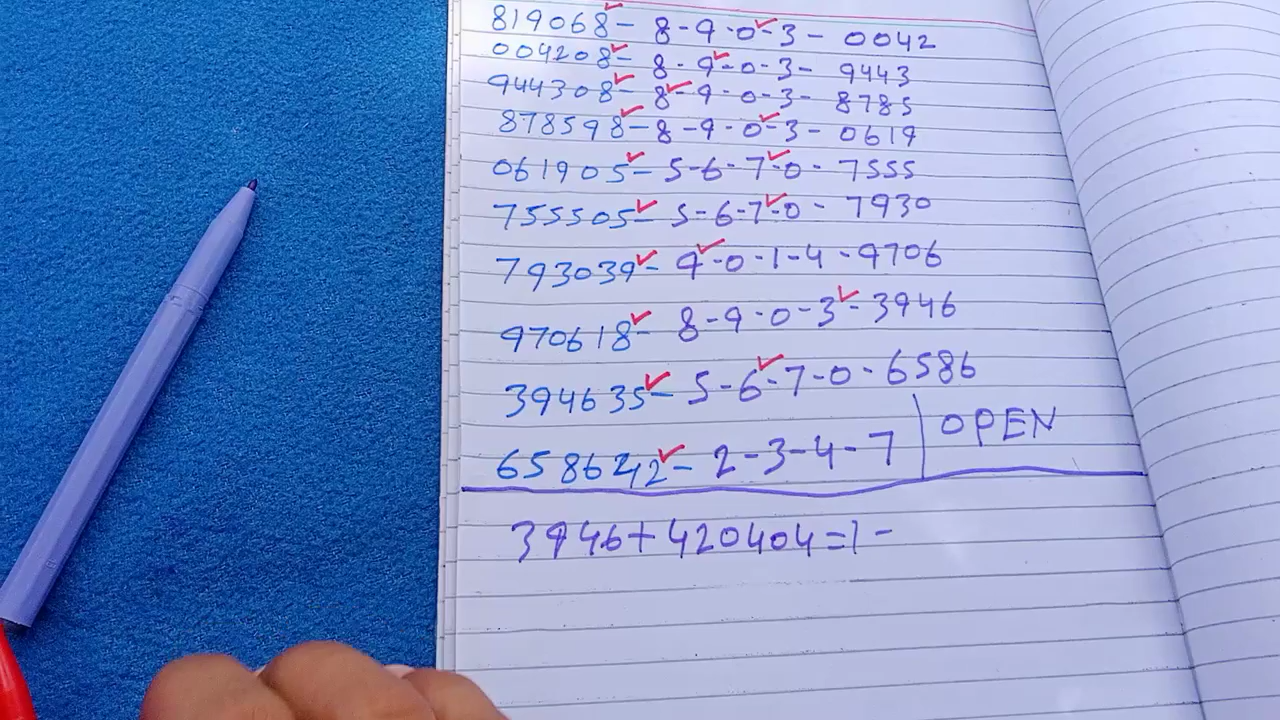 819068- 8-9-0-3- 0042
004208- 8-9-0-3- 9443
944308- 8-9-0-3- 8785
878598- 8-9-0-3- 0619
061905- 5-6-7-0- 7555
755505- 5-6-7-0- 7930
793039- 9-0-1-4-9706
970618- 8-9-0-3-3946
394635- 5-6-7-0-6586
658642- 2-3-4-7 | OPEN
3946+420404=1-